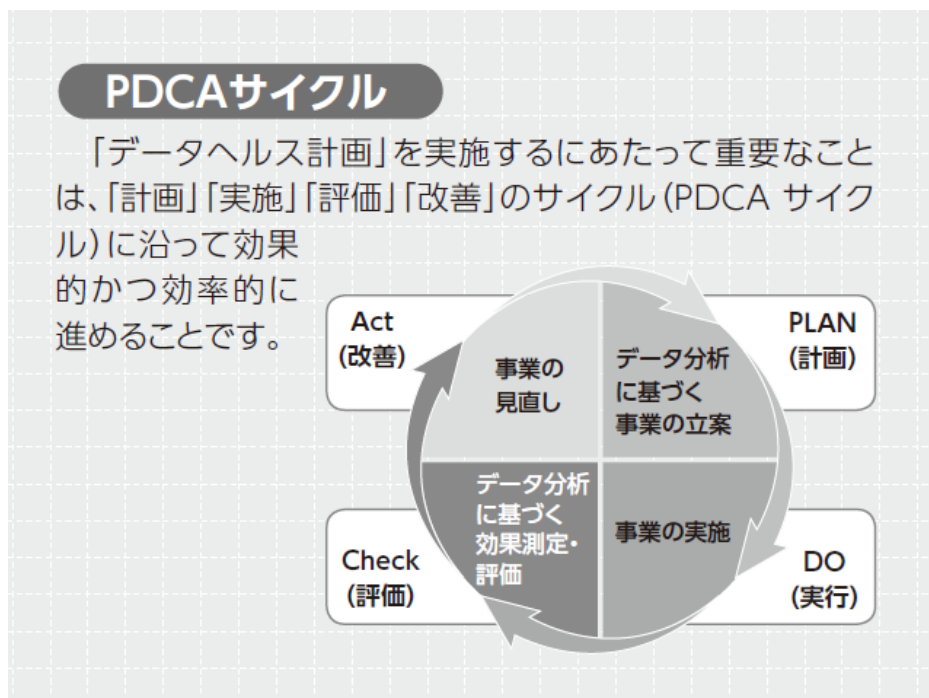 PDCAサイクル
「データヘルス計画」を実施するにあたって重要なこと
は、「計画」「実施」「評価」「改善」のサイクル(PDCA サイク
ル)に沿って効果
的かつ効率的に
進めることです。
Act
(改善)
事業の
見直し
データ分析
に基づく
事業の立案
PLAN
(計画)
Check
(評価)
データ分析
に基づく
効果測定・
評価
事業の実施
DO
(実行)